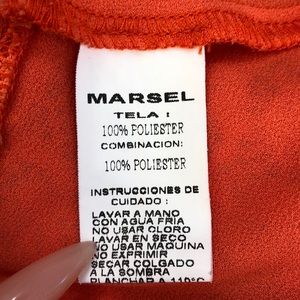 MARSEL
TELA :
100% POLIESTER
COMBINACION:
100% POLIESTER
INSTRUCCIONES DE
CUIDADO :
LAVAR A MANO
CON AGUA FRIA
NO USAR CLORO
LAVAR EN SECO
NO USAR MAQUINA
NO EXPRIMIR
SECAR COLGADO
A LA SOMBRA
PLANCHAR A 110°C